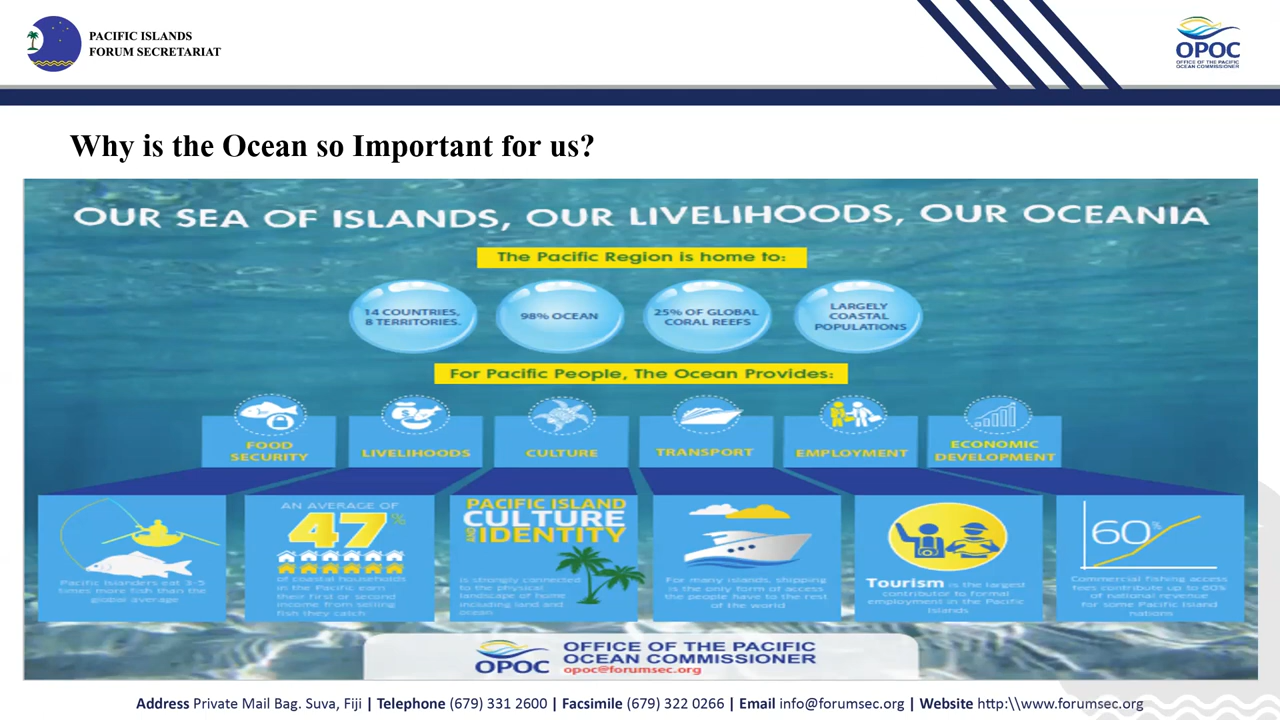 PACIFIC ISLANDS
FORUM SECRETARIAT
OPOC
OFFICE OF THE PACIFIC
OCEAN COMMISSIONER
Why is the Ocean so Important for us?
OUR SEA OF ISLANDS, OUR LIVELIHOODS, OUR OCEANIA
The Pacific Region is home to:
14 COUNTRIES,
8 TERRITORIES.
98% OCEAN
25% OF GLOBAL
CORAL REEFS
LARGELY
COASTAL
POPULATIONS
For Pacific People, The Ocean Provides:
FOOD
SECURITY
LIVELIHOODS
CULTURE
TRANSPORT
EMPLOYMENT
ECONOMIC
DEVELOPMENT
Pacific Islanders eat 3-5
times more fish than the
global average
AN AVERAGE OF
47%
of coastal households
in the Pacific earn
their first or second
income from selling
fish they catch
PACIFIC ISLAND
CULTURE
AND IDENTITY
is strongly connected
to the physical
landscape of home
including land and
ocean
For many islands, shipping
is the only form of access
the people have to the rest
of the world
Tourism is the largest
contributor to formal
employment in the Pacific
Islands
60%
Commercial fishing access
fees contribute up to 60%
of national revenue
for some Pacific Island
nations
OPOC
OFFICE OF THE PACIFIC
OCEAN COMMISSIONER
opoc@forumsec.org
Address Private Mail Bag. Suva, Fiji | Telephone (679) 331 2600 | Facsimile (679) 322 0266 | Email info@forumsec.org | Website http:\\www.forumsec.org